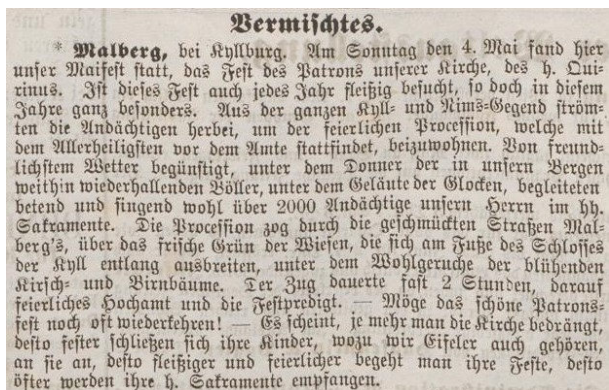 Vermischtes.
* Malberg, bei Kyllburg. Am Sonntag den 4. Mai fand hier
unser Maifest statt, das Fest des Patrons unserer Kirche, des h. Qui-
rinus. Ist dieses Fest auch jedes Jahr fleißig besucht, so doch in diesem
Jahre ganz besonders. Aus der ganzen Kyll- und Nims-Gegend ström-
ten die Andächtigen herbei, um der feierlichen Procession, welche mit
dem Allerheiligsten vor dem Amte stattfindet, beizuwohnen. Von freund-
lichstem Wetter begünstigt, unter dem Donner der in unsern Bergen
weithin wiederhallenden Böller, unter dem Geläute der Glocken, begleiteten
betend und singend wohl über 2000 Andächtige unsern Herrn im hh.
Sakramente. Die Procession zog durch die geschmückten Straßen Mal-
berg's, über das frische Grün der Wiesen, die sich am Fuße des Schlosses
der Kyll entlang ausbreiten, unter dem Wohlgeruche der blühenden
Kirsch- und Birnbäume. Der Zug dauerte fast 2 Stunden, darauf
feierliches Hochamt und die Festpredigt. — Möge das schöne Patrons-
fest noch oft wiederkehren! — Es scheint, je mehr man die Kirche bedrängt,
desto fester schließen sich ihre Kinder, wozu wir Eifeler auch gehören,
an sie an, desto fleißiger und feierlicher begeht man ihre Feste, desto
öfter werden ihre h. Sakramente empfangen.